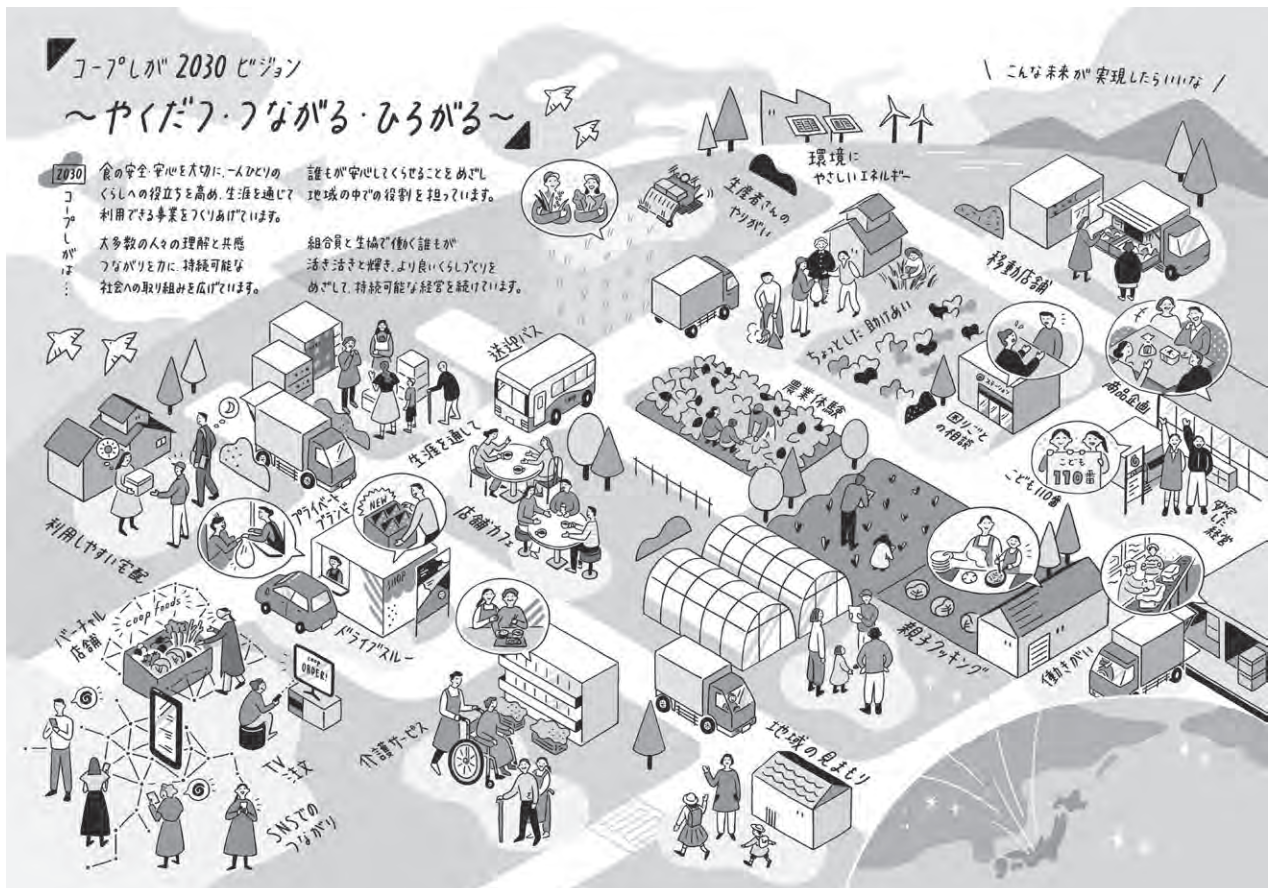 コープしが 2030 ビジョン
～やくだつ・つながる・ひろがる～
\ こんな未来が実現したらいいな /
2030
コープしがは…
食の安全・安心を大切に、一人ひとりの
くらしへの役立ちを高め、生涯を通じて
利用できる事業をつくりあげています。
大多数の人々の理解と共感
つながりを力に、持続可能な
社会への取り組みを広げています。
誰もが安心してくらせることをめざし
地域の中での役割を担っています。
組合員と生協で働く誰もが
活き活きと輝き、より良いくらしづくりを
めざして、持続可能な経営を続けています。
生産者さんの
やりがい
環境に
やさしいエネルギー
移動店舗
ちょっとした助けあい
送迎バス
農業体験
困りごと
の相談
商品企画
こども110番
こども
110番
安定
した
経営
生涯を通して
利用しやすい宅配
プライベート
ブランド
NEW
店舗カフェ
SHOP
ドライブスルー
バーチャル
店舗
coop foods
coop
ORDER!
TV
注文
SNSでの
つながり
介護サービス
親子クッキング
働きがい
地域の見まもり